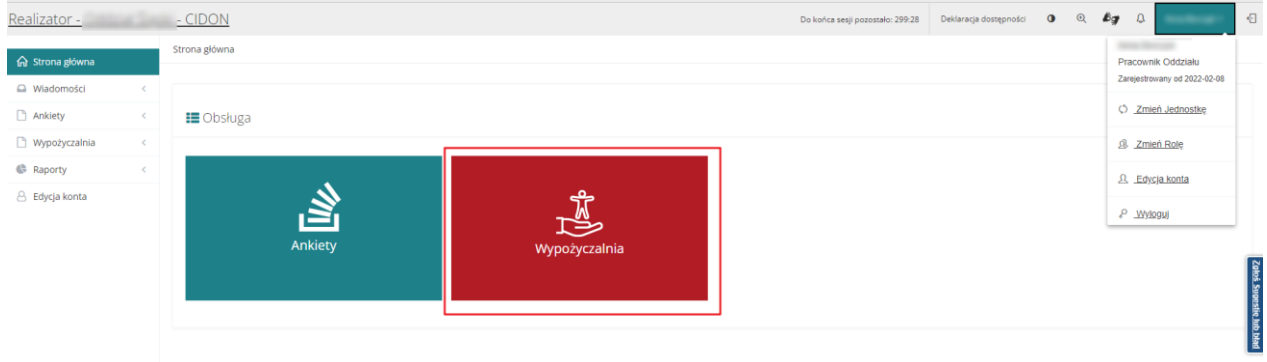 Realizator - - CIDON
Do końca sesji pozostało: 299:28
Deklaracja dostępności
Strona główna
Strona główna
Wiadomości
Ankiety
Wypożyczalnia
Raporty
Edycja konta
Obsługa
Ankiety
Wypożyczalnia
Pracownik Oddziału
Zarejestrowany od 2022-02-08
Zmień Jednostkę
Zmień Rolę
Edycja konta
Wyloguj
Zgłoś Sugestię lub błąd